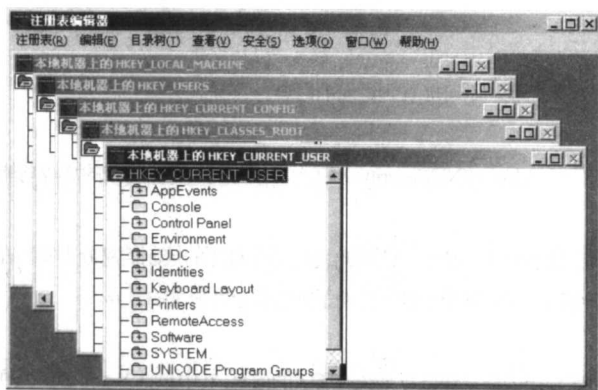 注册表编辑器
注册表(R) 编辑(E) 目录树(T) 查看(V) 安全(S) 选项(O) 窗口(W) 帮助(H)
本地机器上的 HKEY_LOCAL_MACHINE
本地机器上的 HKEY_USERS
本地机器上的 HKEY_CURRENT_CONFIG
本地机器上的 HKEY_CLASSES_ROOT
本地机器上的 HKEY_CURRENT_USER
HKEY_CURRENT_USER
AppEvents
Console
Control Panel
Environment
EUDC
Identities
Keyboard Layout
Printers
RemoteAccess
Software
SYSTEM
UNICODE Program Groups